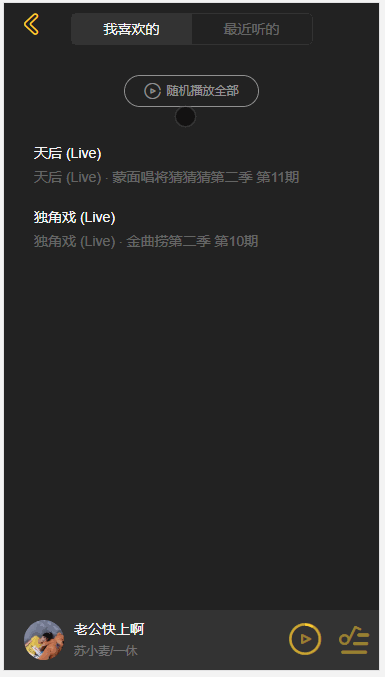 我喜欢的
最近听的
随机播放全部
天后 (Live)
天后 (Live) · 蒙面唱将猜猜猜第二季 第11期
独角戏 (Live)
独角戏 (Live) · 金曲捞第二季 第10期
老公快上啊
苏小麦/一休